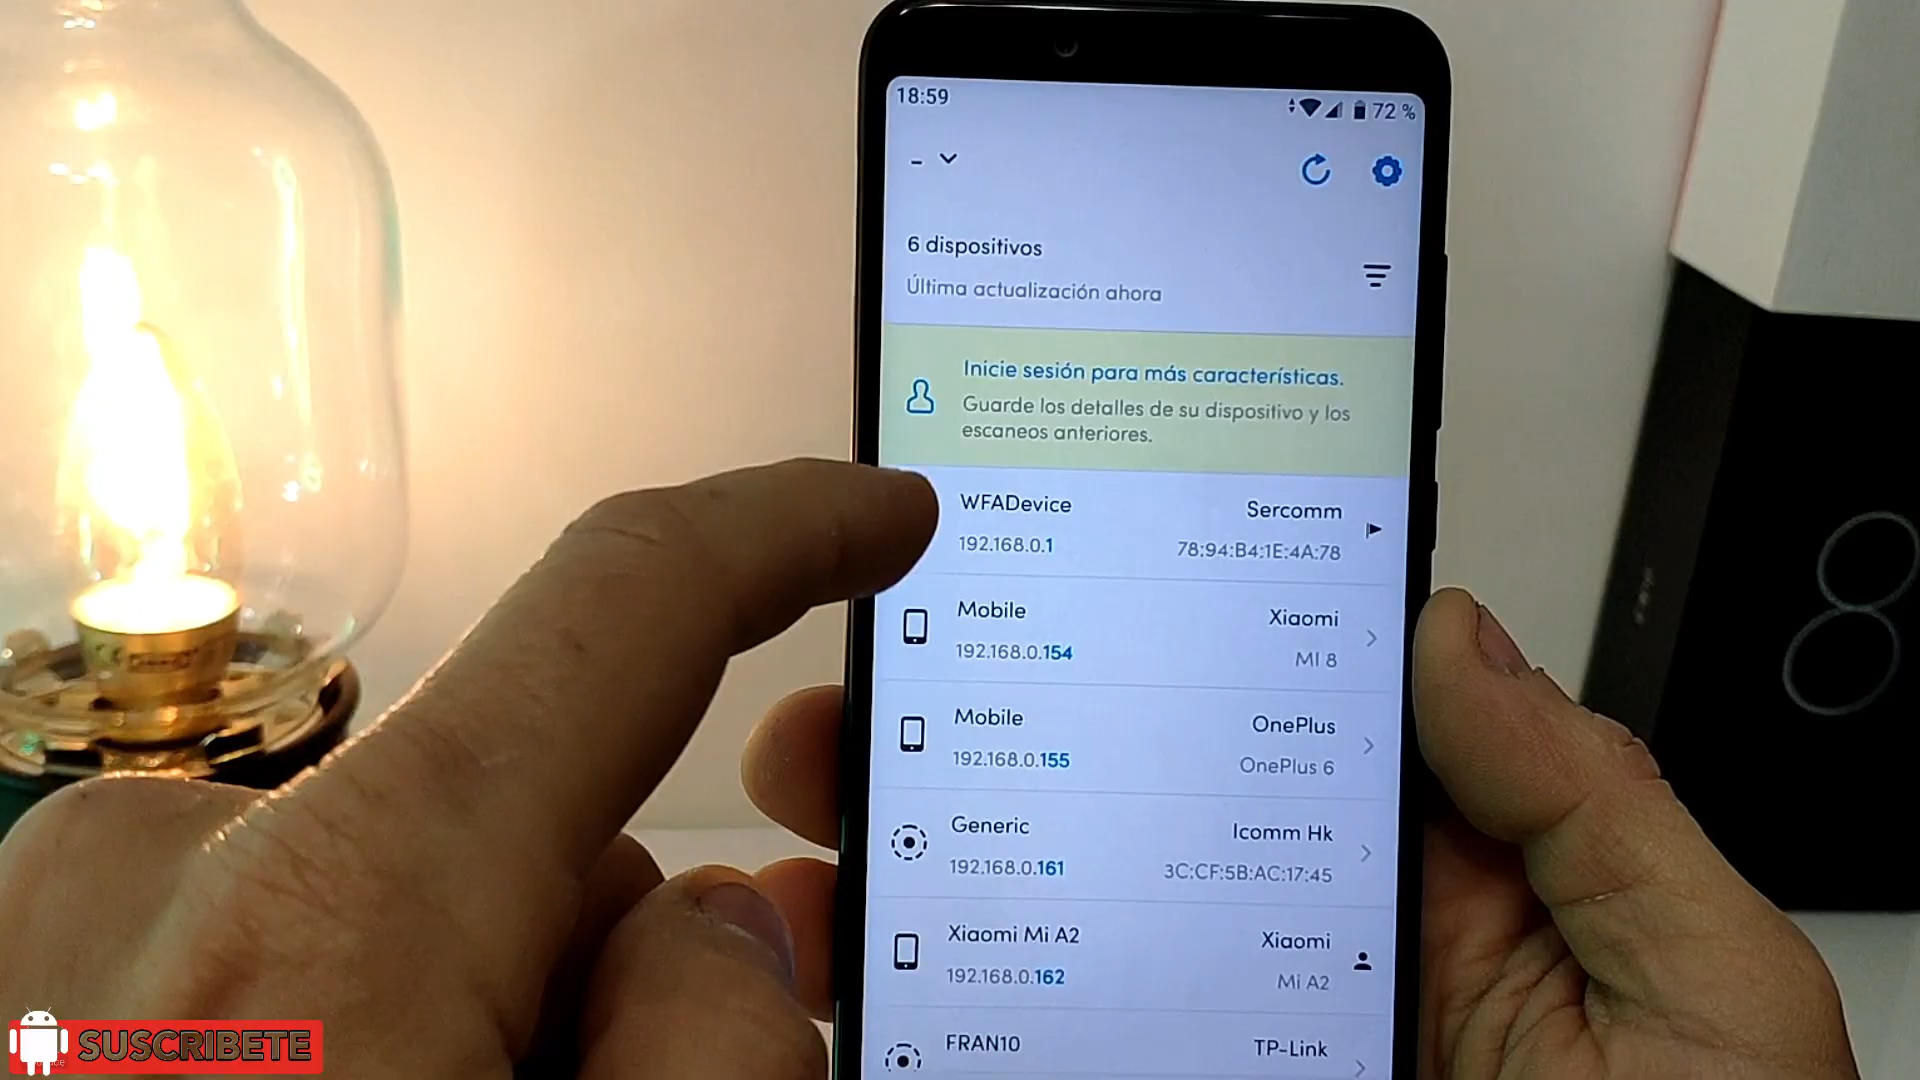 18:59
72 %
-
6 dispositivos
Última actualización ahora
Inicie sesión para más características.
Guarde los detalles de su dispositivo y los
escaneos anteriores.
WFADevice Sercomm
192.168.0.1 78:94:B4:1E:4A:78
Mobile Xiaomi
192.168.0.154 MI 8
Mobile OnePlus
192.168.0.155 OnePlus 6
Generic Icomm Hk
192.168.0.161 3C:CF:5B:AC:17:45
Xiaomi Mi A2 Xiaomi
192.168.0.162 Mi A2
FRAN10 TP-Link
8
SUSCRIBETE